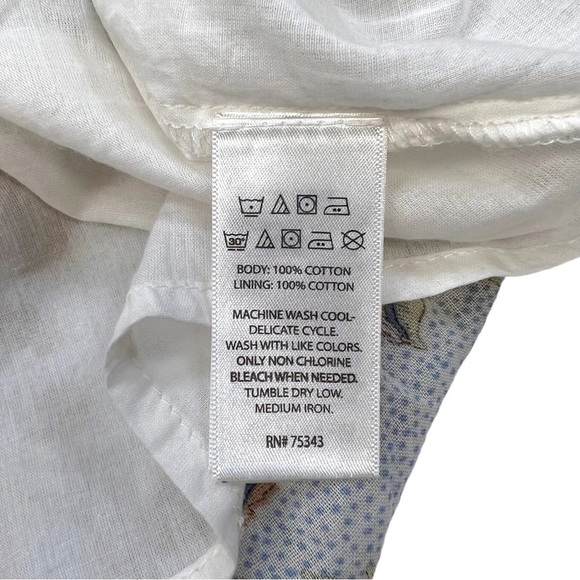 30°
BODY: 100% COTTON
LINING: 100% COTTON
MACHINE WASH COOL-
DELICATE CYCLE.
WASH WITH LIKE COLORS.
ONLY NON CHLORINE
BLEACH WHEN NEEDED.
TUMBLE DRY LOW.
MEDIUM IRON.
RN# 75343